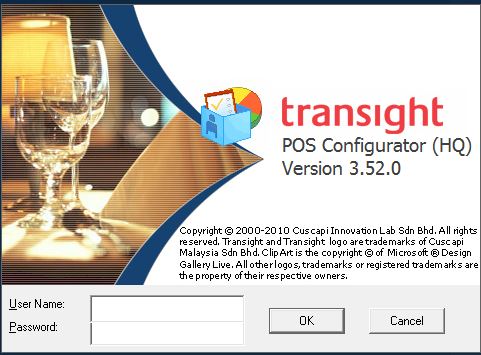 transight
POS Configurator (HQ)
Version 3.52.0
Copyright © 2000-2010 Cuscapi Innovation Lab Sdn Bhd. All rights
reserved. Transight and Transight logo are trademarks of Cuscapi
Malaysia Sdn Bhd. ClipArt is the copyright © of Microsoft ® Design
Gallery Live. All other logos, trademarks or registered trademarks are
the property of their respective owners.
User Name:
Password:
OK
Cancel